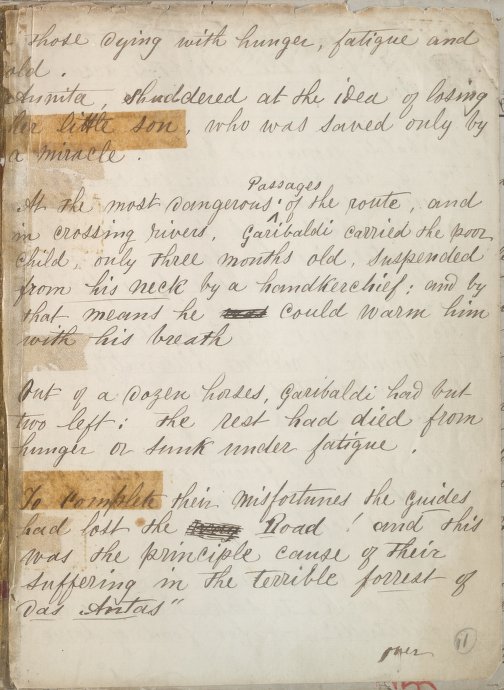 those dying with hunger, fatigue and
old.
Annita, shuddered at the idea of losing
her little son, who was saved only by
a miracle.
Passages
At the most dangerous of the route, and
in crossing rivers, Garibaldi carried the poor
child, only three months old, suspended
from his neck by a handkerchief: and by
that means he could warm him
with his breath
Out of a dozen horses, Garibaldi had but
two left: the rest had died from
hunger or sunk under fatigue.
To complete their misfortunes the guides
had lost the Road! and this
was the principle cause of their
suffering in the terrible forrest of
Das Antas"
over
11